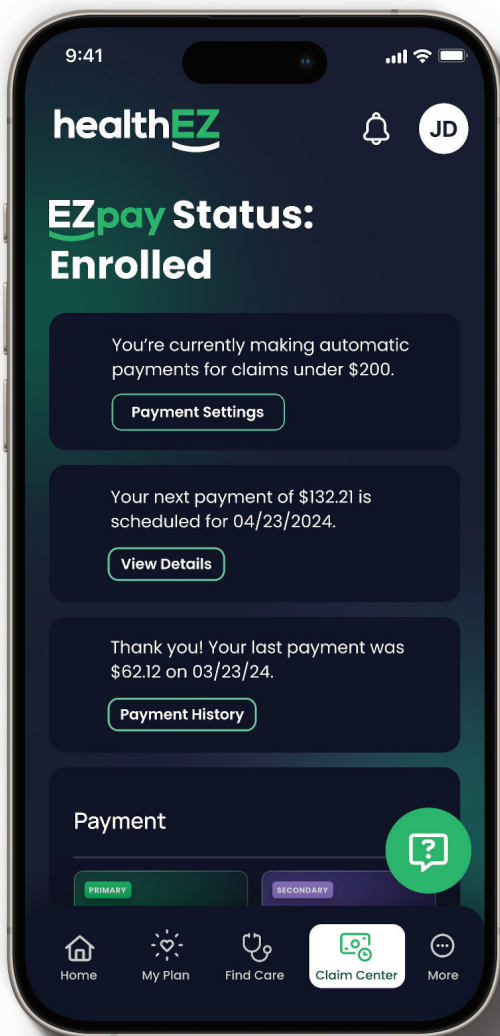 9:41
healthEZ
JD
EZpay Status:
Enrolled
You’re currently making automatic
payments for claims under $200.
Payment Settings
Your next payment of $132.21 is
scheduled for 04/23/2024.
View Details
Thank you! Your last payment was
$62.12 on 03/23/24.
Payment History
Payment
?
PRIMARY
SECONDARY
Home
My Plan
Find Care
Claim Center
More